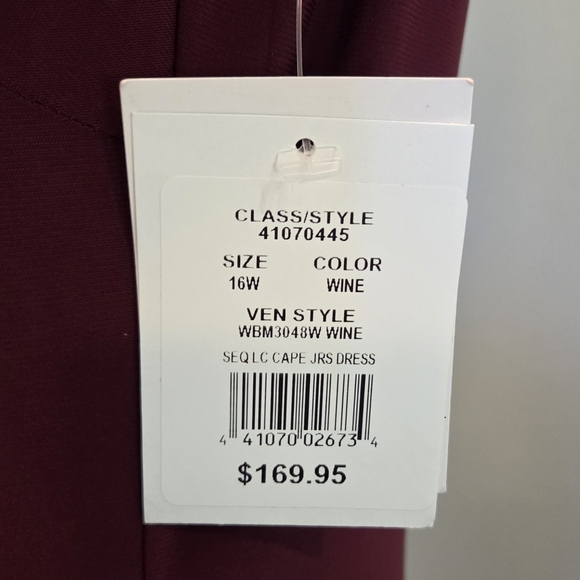 CLASS/STYLE
41070445
SIZE COLOR
16W WINE
VEN STYLE
WBM3048W WINE
SEQ LC CAPE JRS DRESS
4 41070 02673 4
$169.95